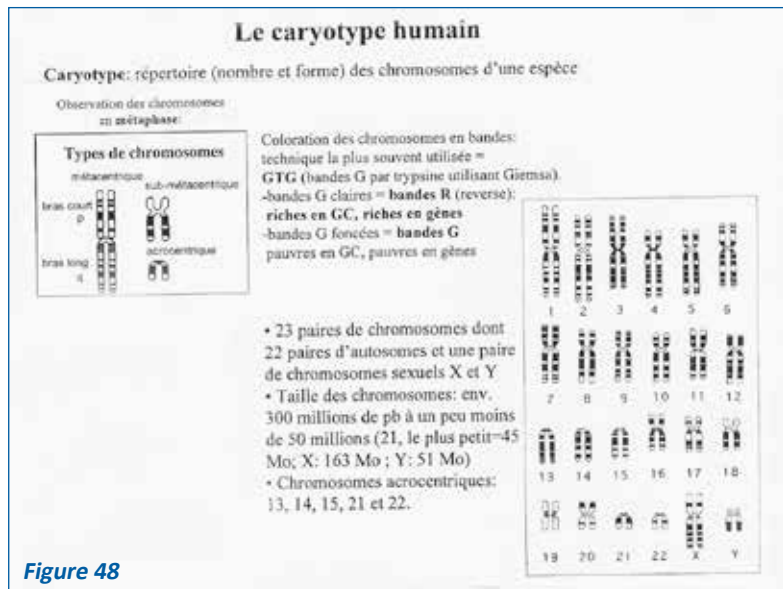 Le caryotype humain
Caryotype: répertoire (nombre et forme) des chromosomes d'une espèce
Observation des chromosomes
en métaphase:
Types de chromosomes
métacentrique
sub-métacentrique
bras court
p
acrocentrique
bras long
q
Coloration des chromosomes en bandes:
technique la plus souvent utilisée =
GTG (bandes G par trypsine utilisant Giemsa).
-bandes G claires = bandes R (reverse):
riches en GC, riches en gènes
-bandes G foncées = bandes G
pauvres en GC, pauvres en gènes
• 23 paires de chromosomes dont
22 paires d'autosomes et une paire
de chromosomes sexuels X et Y
• Taille des chromosomes: env.
300 millions de pb à un peu moins
de 50 millions (21, le plus petit=45
Mo; X: 163 Mo ; Y: 51 Mo)
• Chromosomes acrocentriques:
13, 14, 15, 21 et 22.
1 2 3 4 5 6
7 8 9 10 11 12
13 14 15 16 17 18
19 20 21 22 X Y
Figure 48